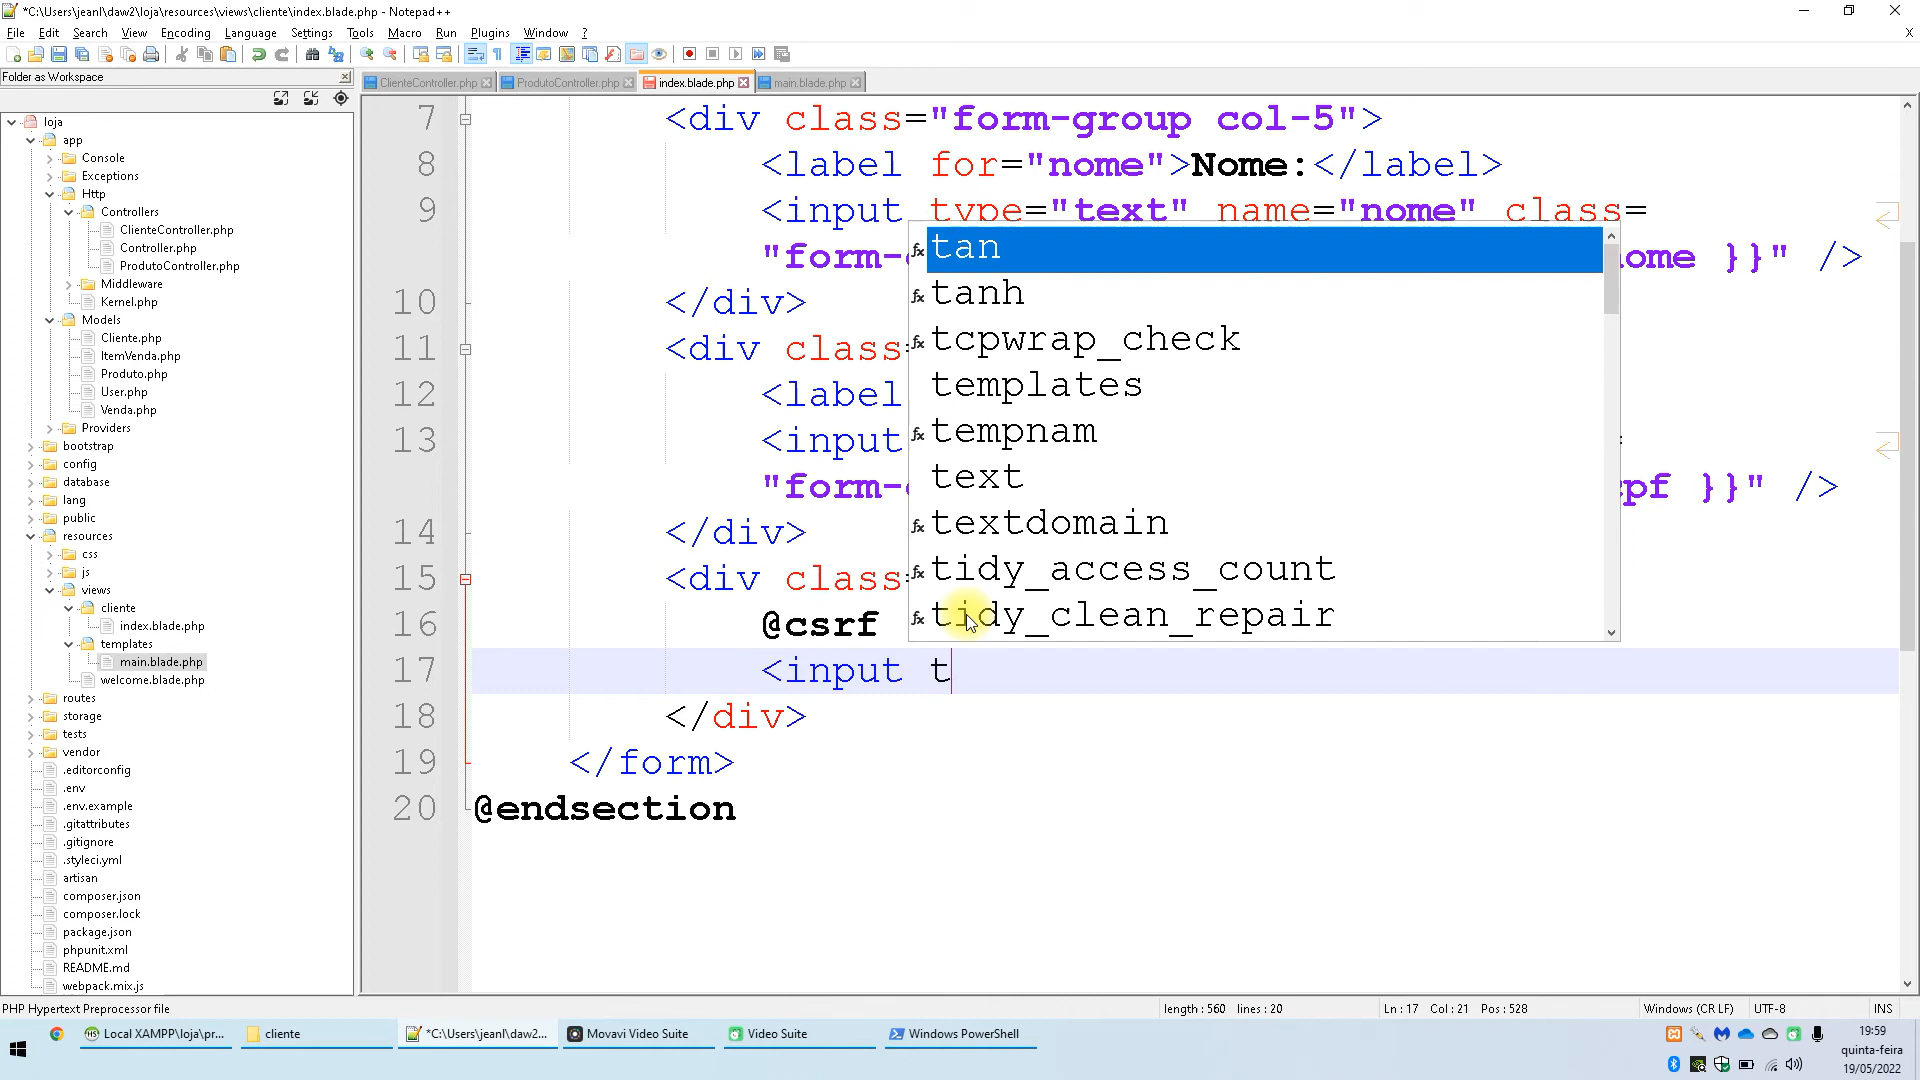 *C:\Users\jeanl\daw2\loja\resources\views\cliente\index.blade.php - Notepad++
File Edit Search View Encoding Language Settings Tools Macro Run Plugins Window ? X
Folder as Workspace
ClienteController.php ProdutoController.php index.blade.php main.blade.php
loja
app
Console
Exceptions
Http
Controllers
ClienteController.php
Controller.php
ProdutoController.php
Middleware
Kernel.php
Models
Cliente.php
ItemVenda.php
Produto.php
User.php
Venda.php
Providers
bootstrap
config
database
lang
public
resources
css
js
views
cliente
index.blade.php
templates
main.blade.php
welcome.blade.php
routes
storage
tests
vendor
.editorconfig
.env
.env.example
.gitattributes
.gitignore
.styleci.yml
artisan
composer.json
composer.lock
package.json
phpunit.xml
README.md
webpack.mix.js
7 <div class="form-group col-5">
8 <label for="nome">Nome:</label>
9 <input type="text" name="nome" class=
"form- ome }}" />
10 </div>
11 <div class=
12 <label
13 <input
"form- cpf }}" />
14 </div>
15 <div class=
16 @csrf
17 <input t
18 </div>
19 </form>
20 @endsection
tan
tanh
tcpwrap_check
templates
tempnam
text
textdomain
tidy_access_count
tidy_clean_repair
PHP Hypertext Preprocessor file length : 560 lines : 20 Ln : 17 Col : 21 Pos : 528 Windows (CR LF) UTF-8 INS
Local XAMPP\loja\pr... cliente *C:\Users\jeanl\daw2... Movavi Video Suite Video Suite Windows PowerShell
19:59
quinta-feira
19/05/2022